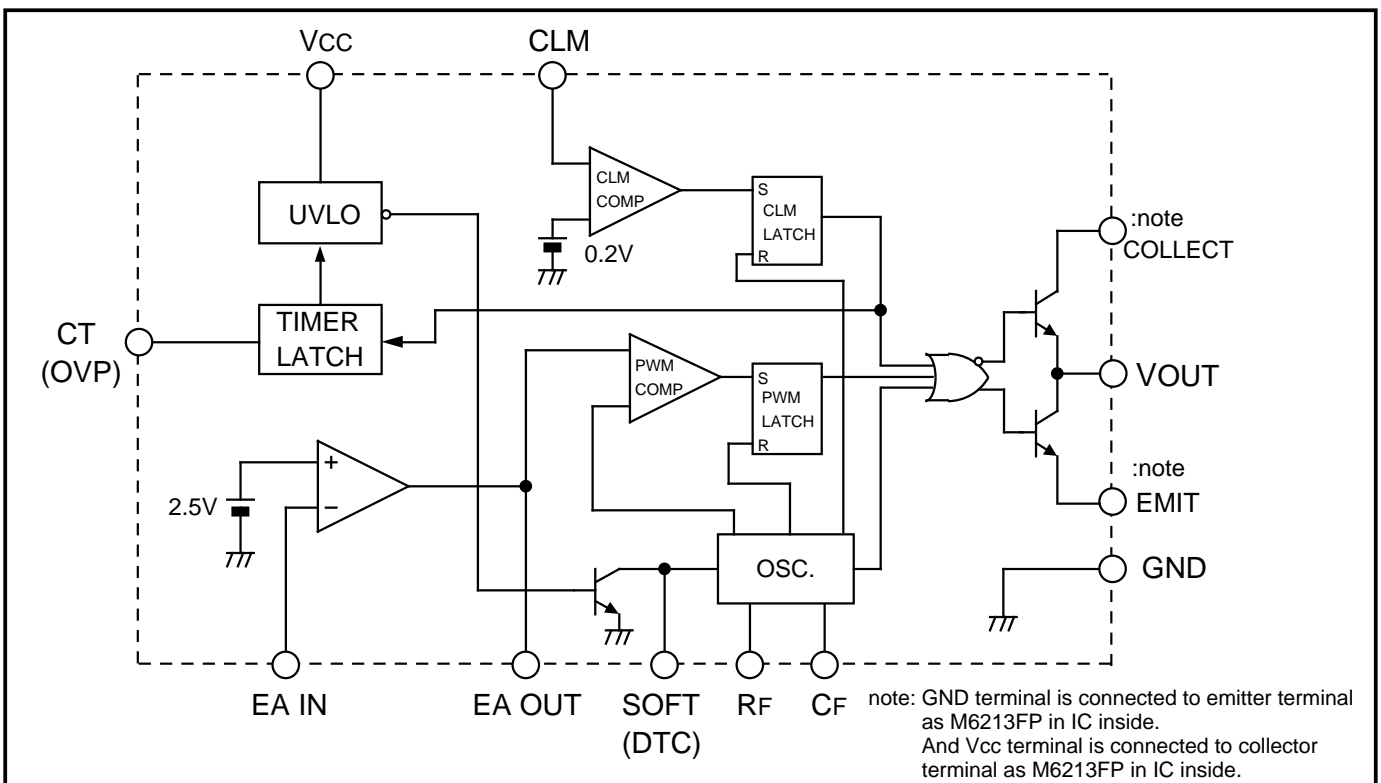 VCC
CLM
UVLO
CLM
COMP
0.2V
S
CLM
LATCH
R
:note
COLLECT
CT
(OVP)
TIMER
LATCH
PWM
COMP
S
PWM
LATCH
R
VOUT
2.5V
+
−
:note
EMIT
OSC.
GND
EA IN
EA OUT
SOFT
(DTC)
RF
CF
note: GND terminal is connected to emitter terminal
as M6213FP in IC inside.
And Vcc terminal is connected to collector
terminal as M6213FP in IC inside.